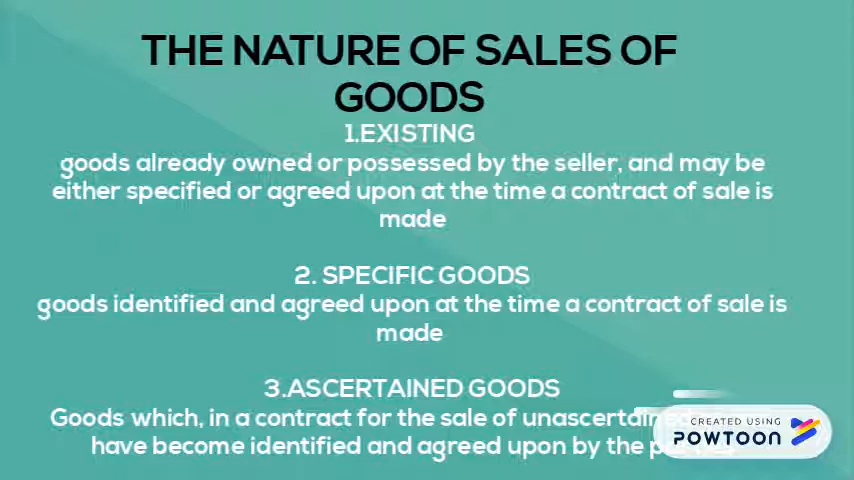 THE NATURE OF SALES OF
GOODS
1.EXISTING
goods already owned or possessed by the seller, and may be
either specified or agreed upon at the time a contract of sale is
made
2. SPECIFIC GOODS
goods identified and agreed upon at the time a contract of sale is
made
3.ASCERTAINED GOODS
Goods which, in a contract for the sale of unascertained
have become identified and agreed upon by the
CREATED USING
POWTOON